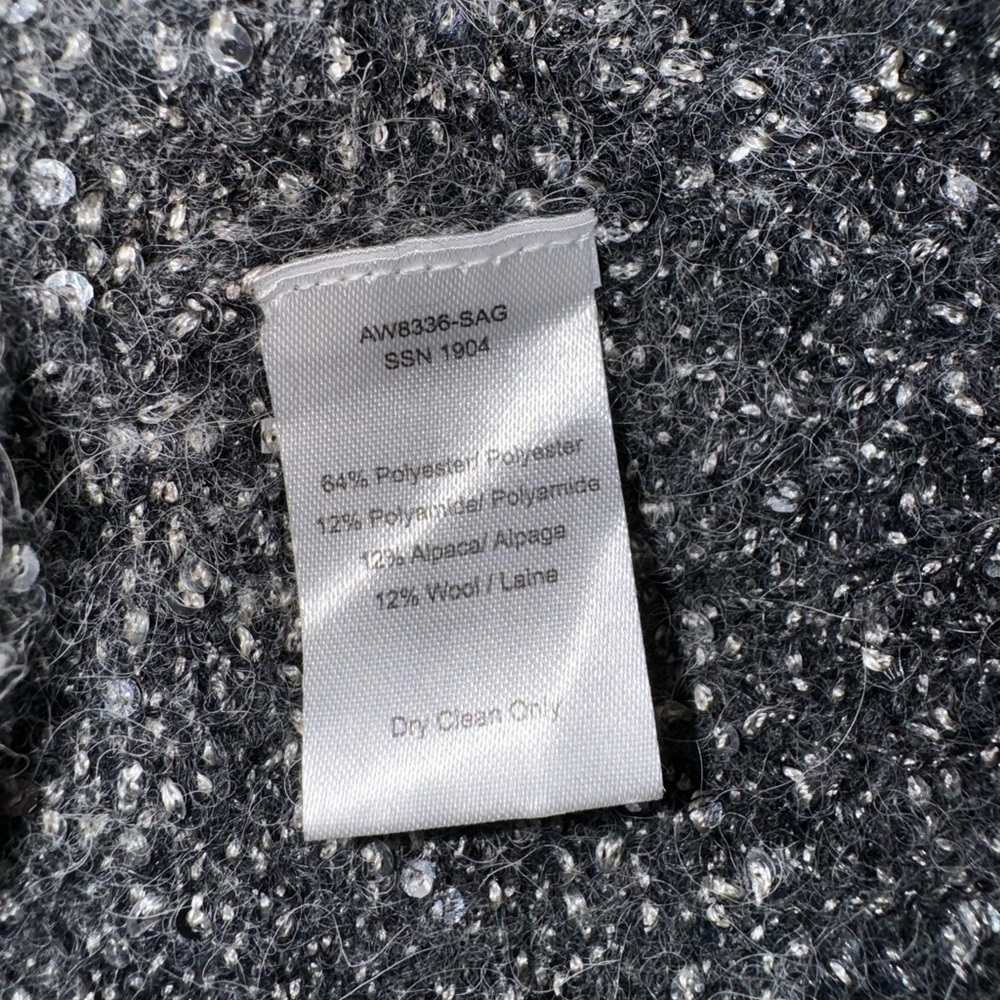 AW8336-SAG
SSN 1904
64% Polyester/ Polyester
12% Polyamide/ Polyamide
12% Alpaca/ Alpaga
12% Wool / Laine
Dry Clean Only